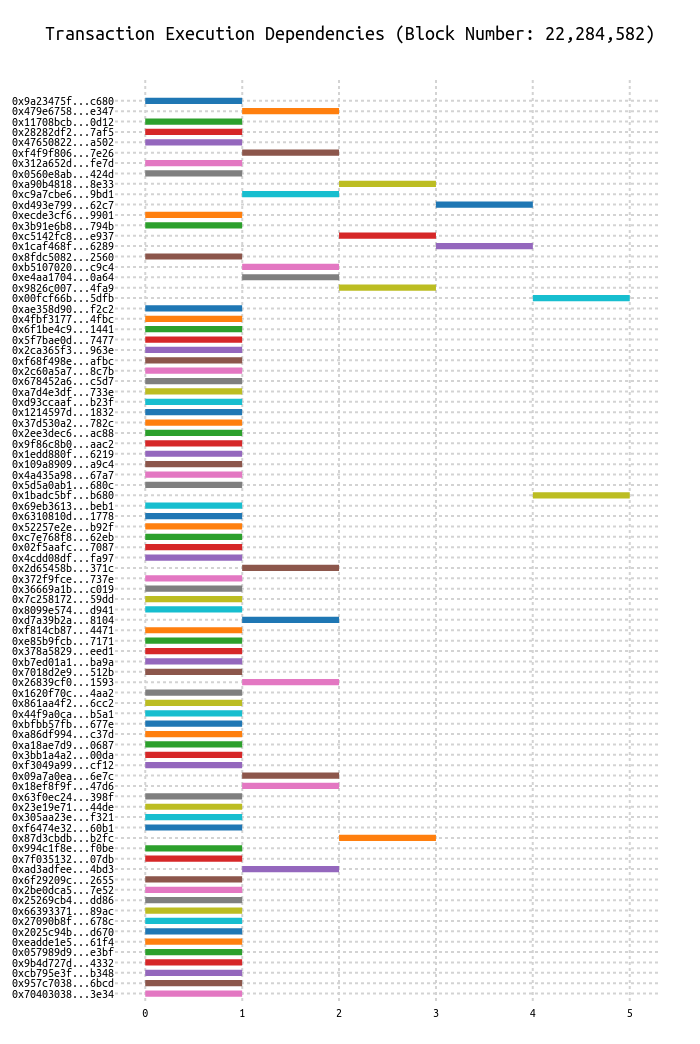 Transaction Execution Dependencies (Block Number: 22,284,582)
0x9a23475f...c680
0x479e6758...e347
0x11708bcb...0d12
0x28282df2...7af5
0x47650822...a502
0xf4f9f806...7e26
0x312a652d...fe7d
0x0560e8ab...424d
0xa90b4818...8e33
0xc9a7cbe6...9bd1
0xd493e799...62c7
0xecde3cf6...9901
0x3b91e6b8...794b
0xc5142fc8...e937
0x1caf468f...6289
0x8fdc5082...2560
0xb5107020...c9c4
0xe4aa1704...0a64
0x9826c007...4fa9
0x00fcf66b...5dfb
0xae358d90...f2c2
0x4fbf3177...4fbc
0x6f1be4c9...1441
0x5f7bae0d...7477
0x2ca365f3...963e
0xf68f498e...afbc
0x2c60a5a7...8c7b
0x678452a6...c5d7
0xa7d4e3df...733e
0xd93ccaaf...b23f
0x1214597d...1832
0x37d530a2...782c
0x2ee3dec6...ac88
0x9f86c8b0...aac2
0x1edd880f...6219
0x109a8909...a9c4
0x4a435a98...67a7
0x5d5a0ab1...680c
0x1badc5bf...b680
0x69eb3613...beb1
0x6310810d...1778
0x52257e2e...b92f
0xc7e768f8...62eb
0x02f5aafc...7087
0x4cdd08df...fa97
0x2d65458b...371c
0x372f9fce...737e
0x36669a1b...c019
0x7c258172...59dd
0x8099e574...d941
0xd7a39b2a...8104
0xf814cb87...4471
0xe85b9fcb...7171
0x378a5829...eed1
0xb7ed01a1...ba9a
0x7018d2e9...512b
0x26839cf0...1593
0x1620f70c...4aa2
0x861aa4f2...6cc2
0x44f9a0ca...b5a1
0xbfbb57fb...677e
0xa86df994...c37d
0xa18ae7d9...0687
0x3bb1a4a2...00da
0xf3049a99...cf12
0x09a7a0ea...6e7c
0x18ef8f9f...47d6
0x63f0ec24...398f
0x23e19e71...44de
0x305aa23e...f321
0xf6474e32...60b1
0x87d3cbdb...b2fc
0x994c1f8e...f0be
0x7f035132...07db
0xad3adfee...4bd3
0x6f29209c...2655
0x2be0dca5...7e52
0x25269cb4...dd86
0x66393371...89ac
0x27090b8f...678c
0x2025c94b...d670
0xeadde1e5...61f4
0x057989d9...e3bf
0x9b4d727d...4332
0xcb795e3f...b348
0x957c7038...6bcd
0x70403038...3e34
0 1 2 3 4 5